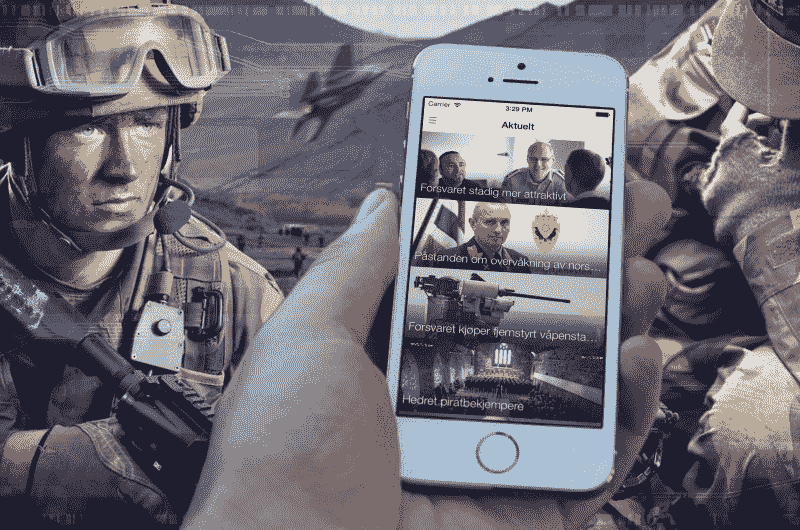 Carrier
3:29 PM
Aktuelt
Forsvaret stadig mer attraktivt
Påstanden om overvåkning av nors...
Forsvaret kjøper fjernstyrt våpensta...
Hedret piratbekjempere